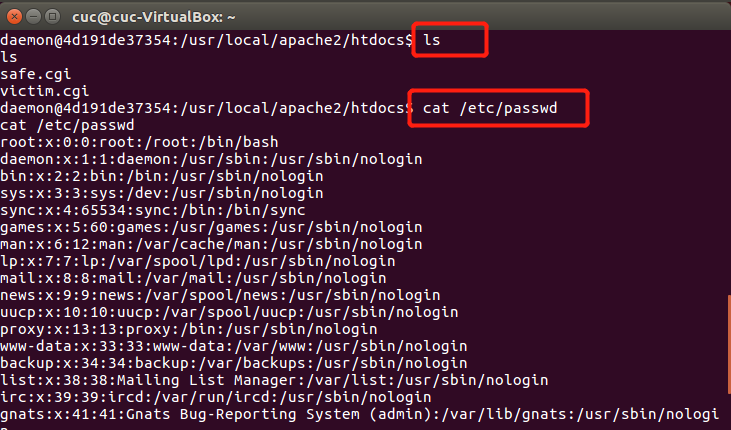 cuc@cuc-VirtualBox: ~
daemon@4d191de37354:/usr/local/apache2/htdocs$ ls
ls
safe.cgi
victim.cgi
daemon@4d191de37354:/usr/local/apache2/htdocs$ cat /etc/passwd
cat /etc/passwd
root:x:0:0:root:/root:/bin/bash
daemon:x:1:1:daemon:/usr/sbin:/usr/sbin/nologin
bin:x:2:2:bin:/bin:/usr/sbin/nologin
sys:x:3:3:sys:/dev:/usr/sbin/nologin
sync:x:4:65534:sync:/bin:/bin/sync
games:x:5:60:games:/usr/games:/usr/sbin/nologin
man:x:6:12:man:/var/cache/man:/usr/sbin/nologin
lp:x:7:7:lp:/var/spool/lpd:/usr/sbin/nologin
mail:x:8:8:mail:/var/mail:/usr/sbin/nologin
news:x:9:9:news:/var/spool/news:/usr/sbin/nologin
uucp:x:10:10:uucp:/var/spool/uucp:/usr/sbin/nologin
proxy:x:13:13:proxy:/bin:/usr/sbin/nologin
www-data:x:33:33:www-data:/var/www:/usr/sbin/nologin
backup:x:34:34:backup:/var/backups:/usr/sbin/nologin
list:x:38:38:Mailing List Manager:/var/list:/usr/sbin/nologin
irc:x:39:39:ircd:/var/run/ircd:/usr/sbin/nologin
gnats:x:41:41:Gnats Bug-Reporting System (admin):/var/lib/gnats:/usr/sbin/nologi